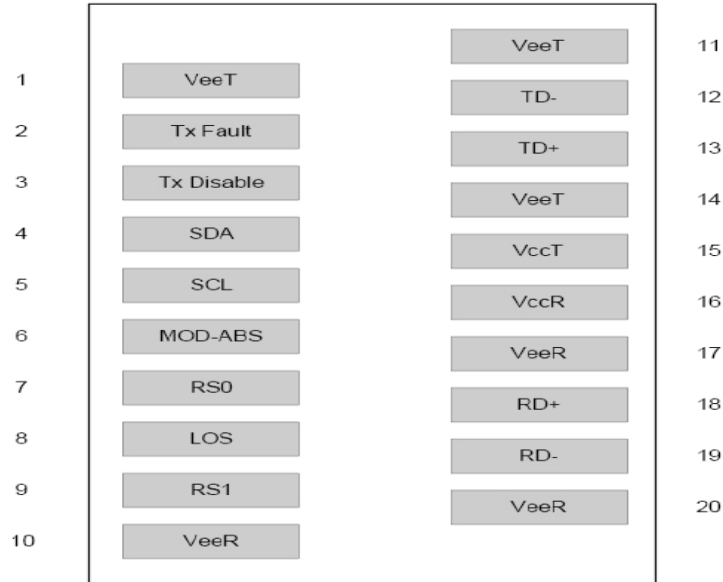 VeeT 11
1 VeeT
TD- 12
2 Tx Fault
TD+ 13
3 Tx Disable
VeeT 14
4 SDA
VccT 15
5 SCL
VccR 16
6 MOD-ABS
VeeR 17
7 RS0
RD+ 18
8 LOS
RD- 19
9 RS1
VeeR 20
10 VeeR